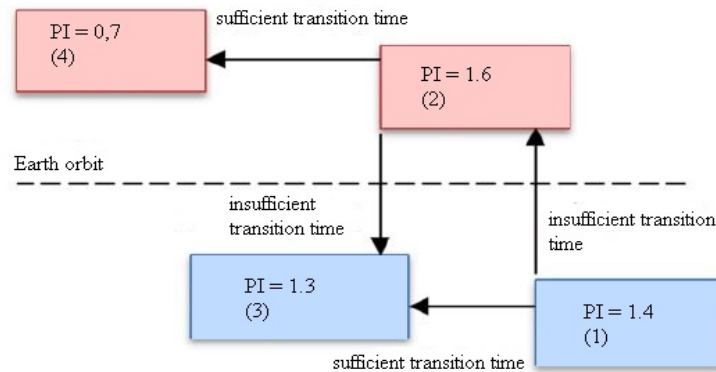 sufficient transition time
PI = 0,7
(4)
PI = 1.6
(2)
Earth orbit
insufficient
transition time
insufficient transition
time
PI = 1.3
(3)
PI = 1.4
(1)
sufficient transition time